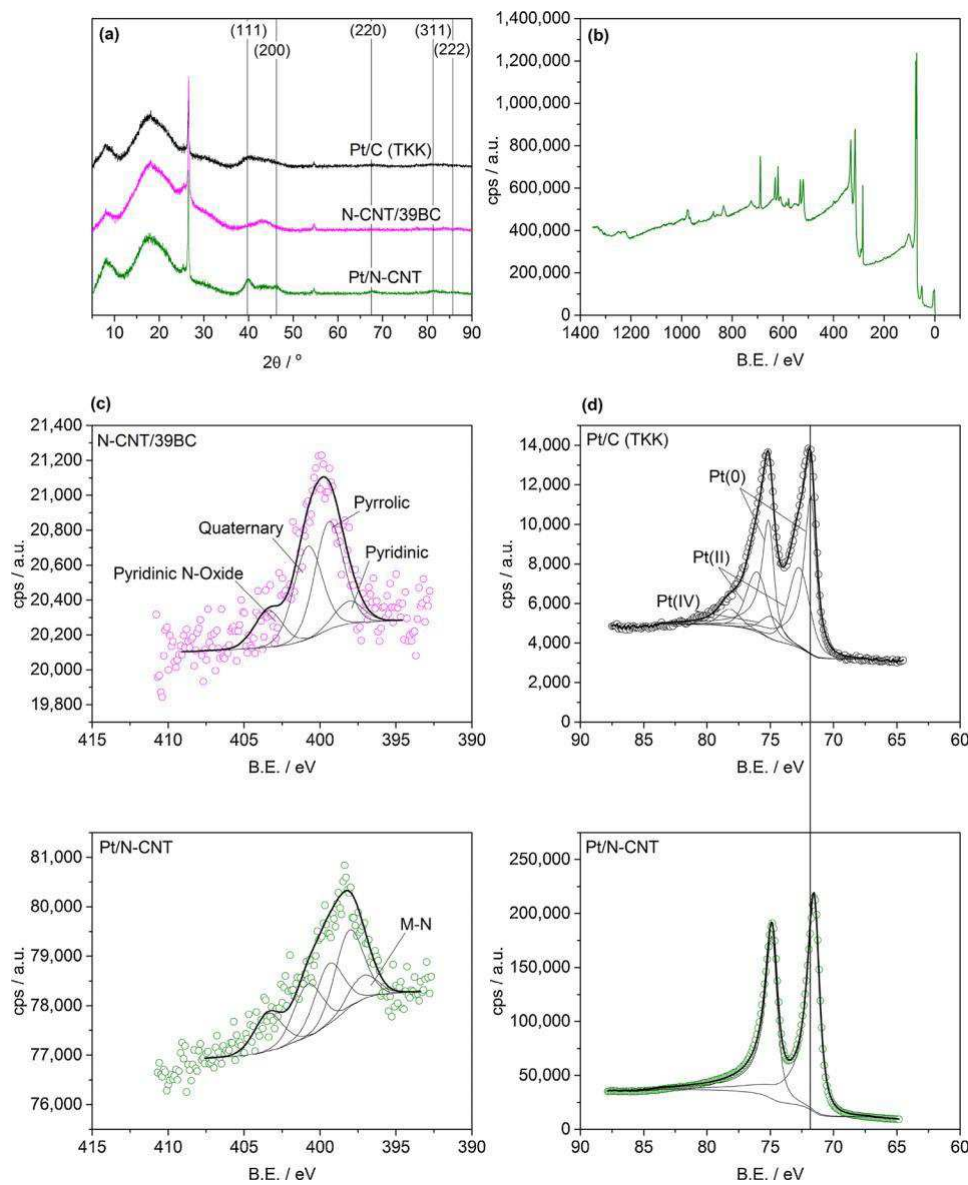 (a)
(111)
(200)
(220)
(311)
(222)
Pt/C (TKK)
N-CNT/39BC
Pt/N-CNT
10 20 30 40 50 60 70 80 90
2θ / °
(b)
1,400,000
1,200,000
1,000,000
800,000
600,000
400,000
200,000
0
cps / a.u.
1400 1200 1000 800 600 400 200 0
B.E. / eV
(c)
N-CNT/39BC
21,400
21,200
21,000
20,800
20,600
20,400
20,200
20,000
19,800
cps / a.u.
Quaternary
Pyrrolic
Pyridinic
Pyridinic N-Oxide
415 410 405 400 395 390
B.E. / eV
(d)
Pt/C (TKK)
14,000
12,000
10,000
8,000
6,000
4,000
2,000
0
cps / a.u.
Pt(0)
Pt(II)
Pt(IV)
90 85 80 75 70 65 60
B.E. / eV
Pt/N-CNT
81,000
80,000
79,000
78,000
77,000
76,000
cps / a.u.
M-N
415 410 405 400 395 390
B.E. / eV
Pt/N-CNT
250,000
200,000
150,000
100,000
50,000
0
cps / a.u.
90 85 80 75 70 65 60
B.E. / eV